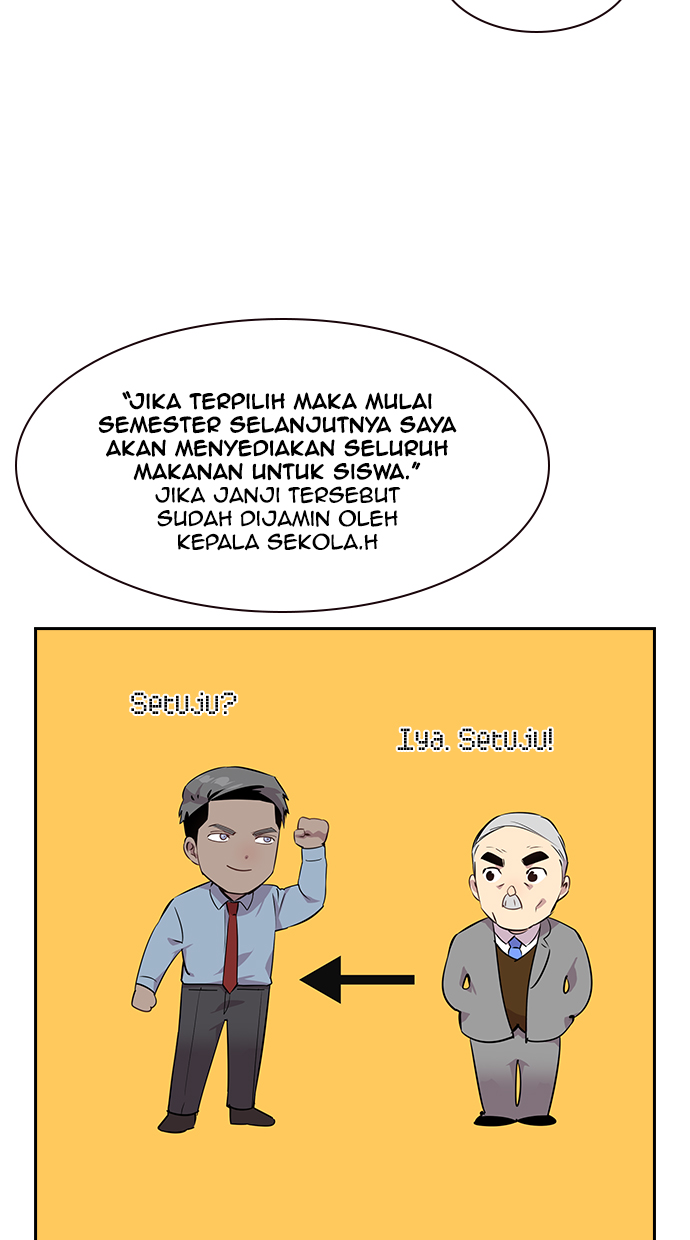 "JIKA TERPILIH MAKA MULAI
SEMESTER SELANJUTNYA SAYA
AKAN MENYEDIAKAN SELURUH
MAKANAN UNTUK SISWA."
JIKA JANJI TERSEBUT
SUDAH DIJAMIN OLEH
KEPALA SEKOLA.H
Setuju?
Iya. Setuju!